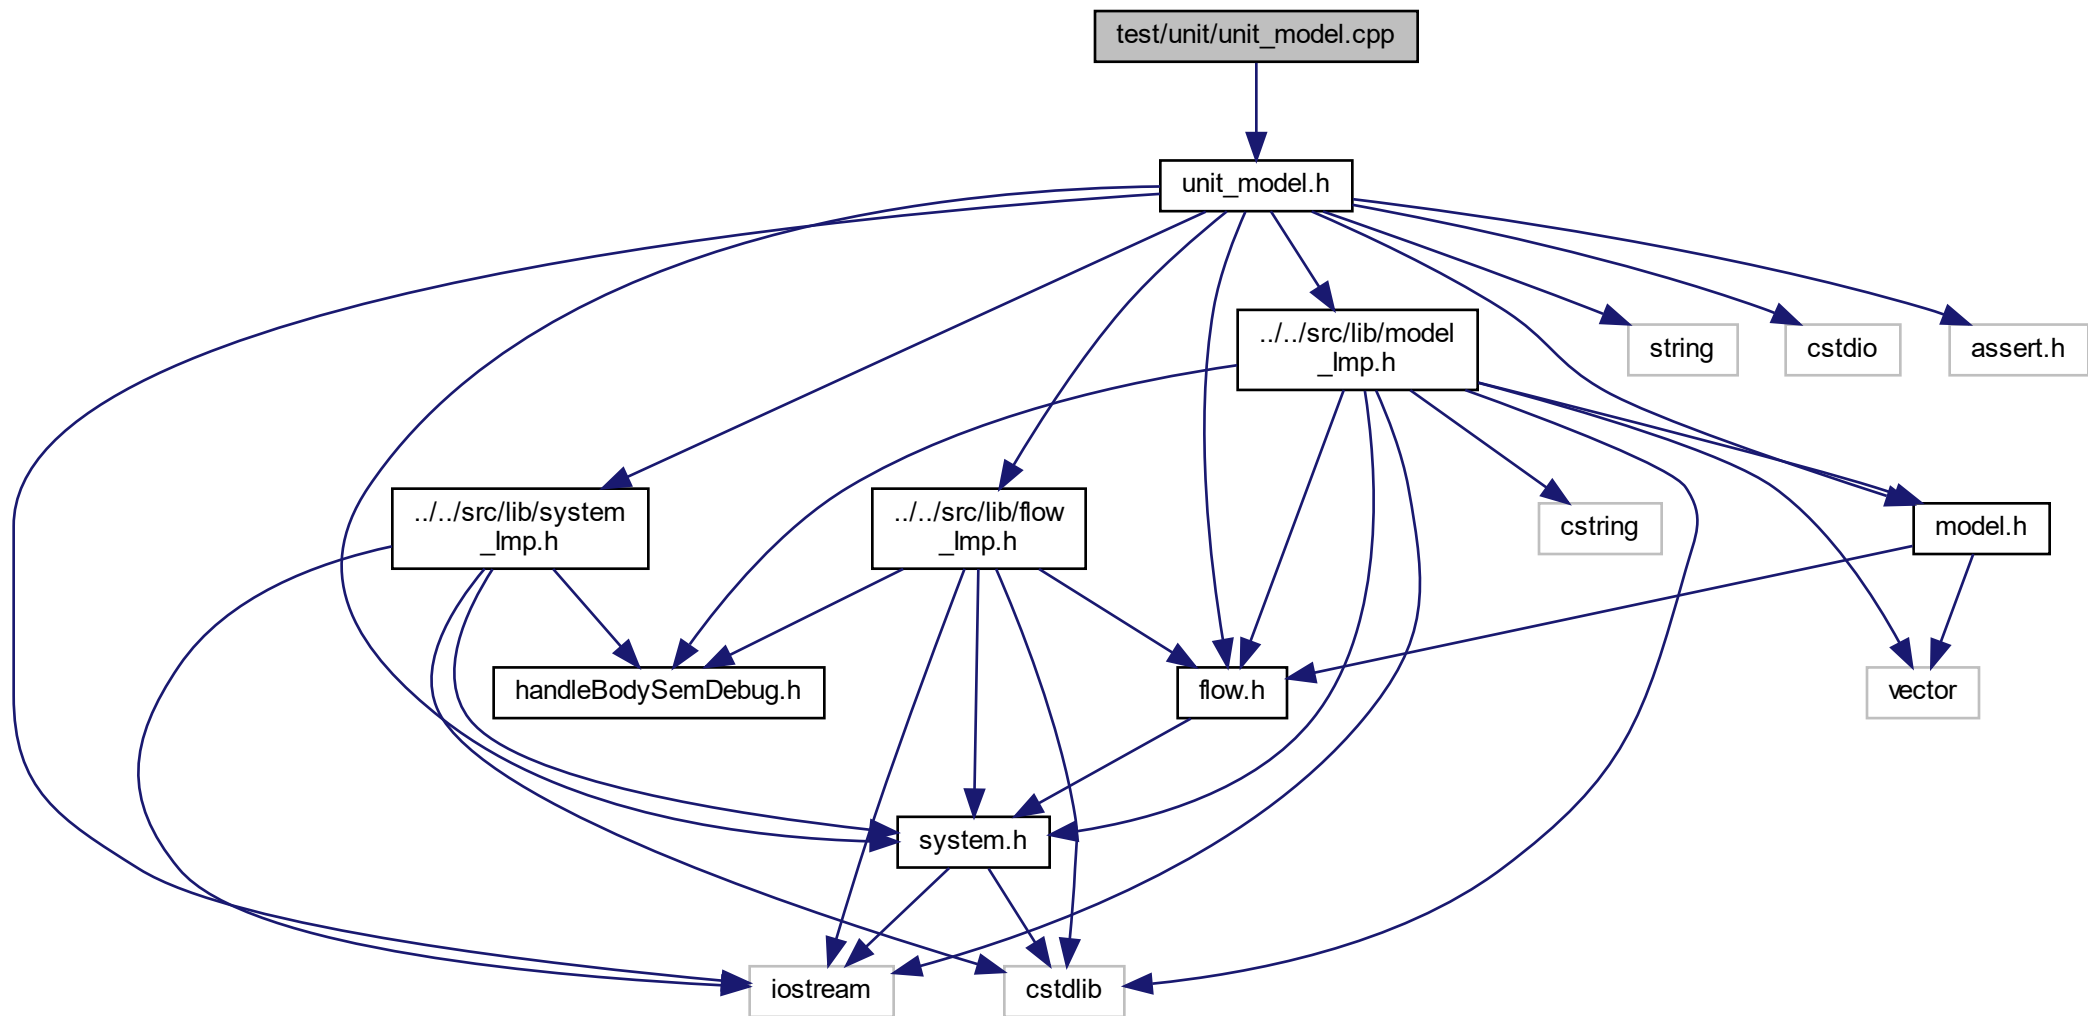 test/unit/unit_model.cpp
unit_model.h
../../src/lib/model
_Imp.h
string
cstdio
assert.h
../../src/lib/system
_Imp.h
../../src/lib/flow
_Imp.h
cstring
model.h
handleBodySemDebug.h
flow.h
vector
system.h
iostream
cstdlib